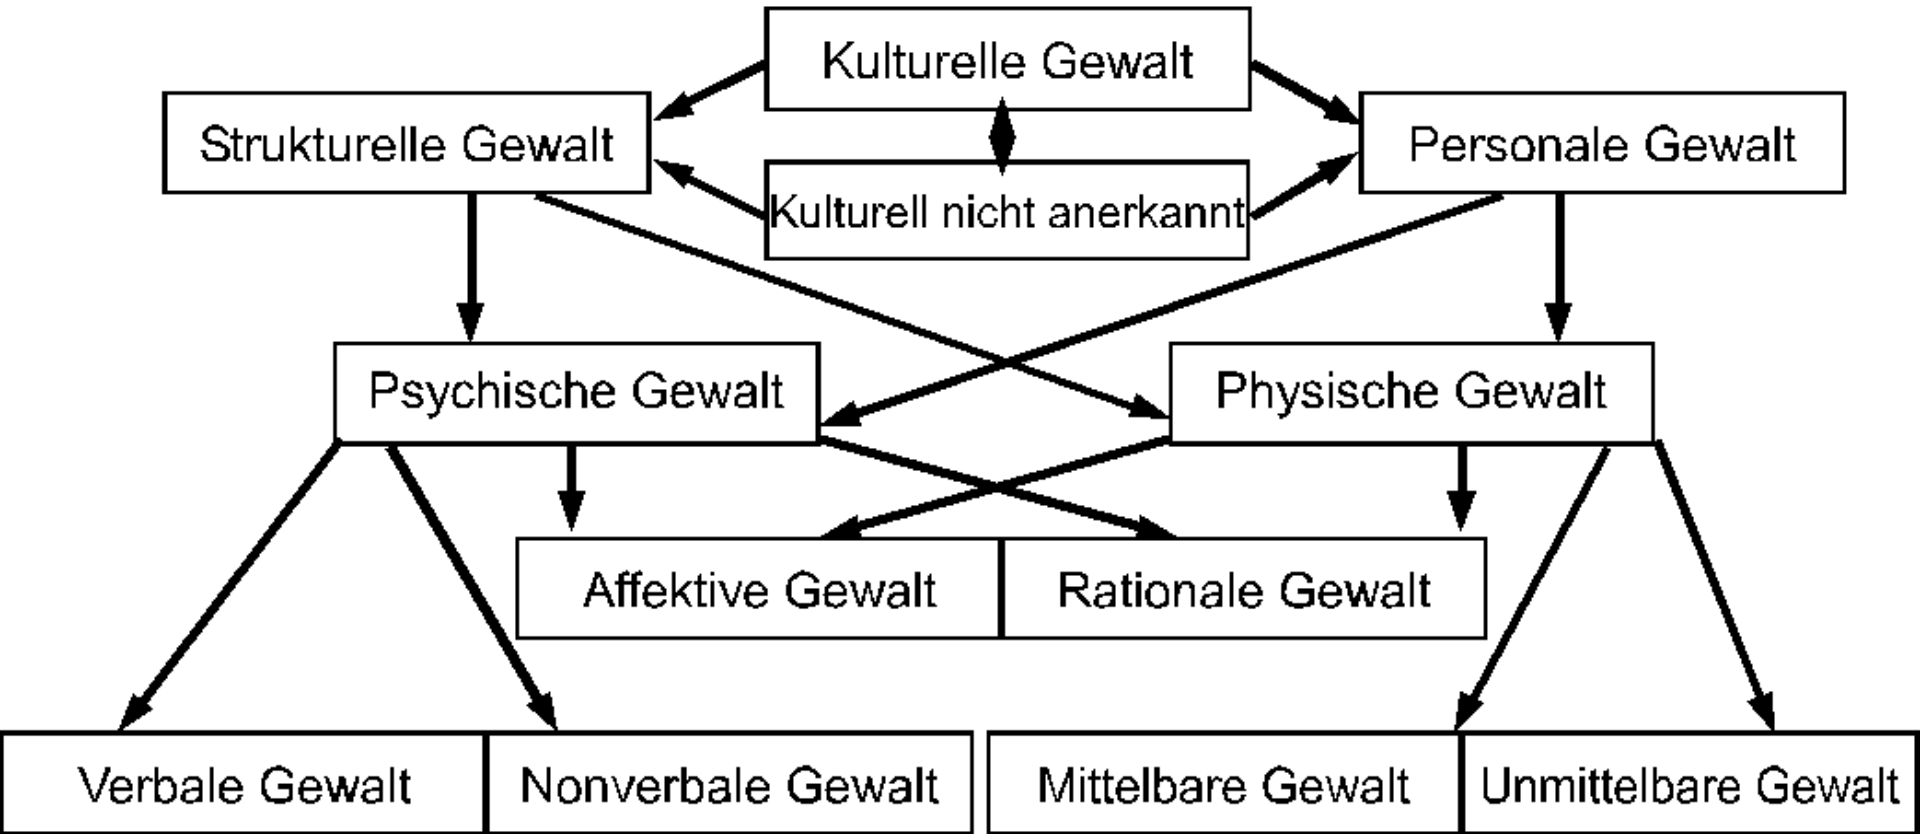 Kulturelle Gewalt
Strukturelle Gewalt
Personale Gewalt
Kulturell nicht anerkannt
Psychische Gewalt
Physische Gewalt
Affektive Gewalt
Rationale Gewalt
Verbale Gewalt
Nonverbale Gewalt
Mittelbare Gewalt
Unmittelbare Gewalt